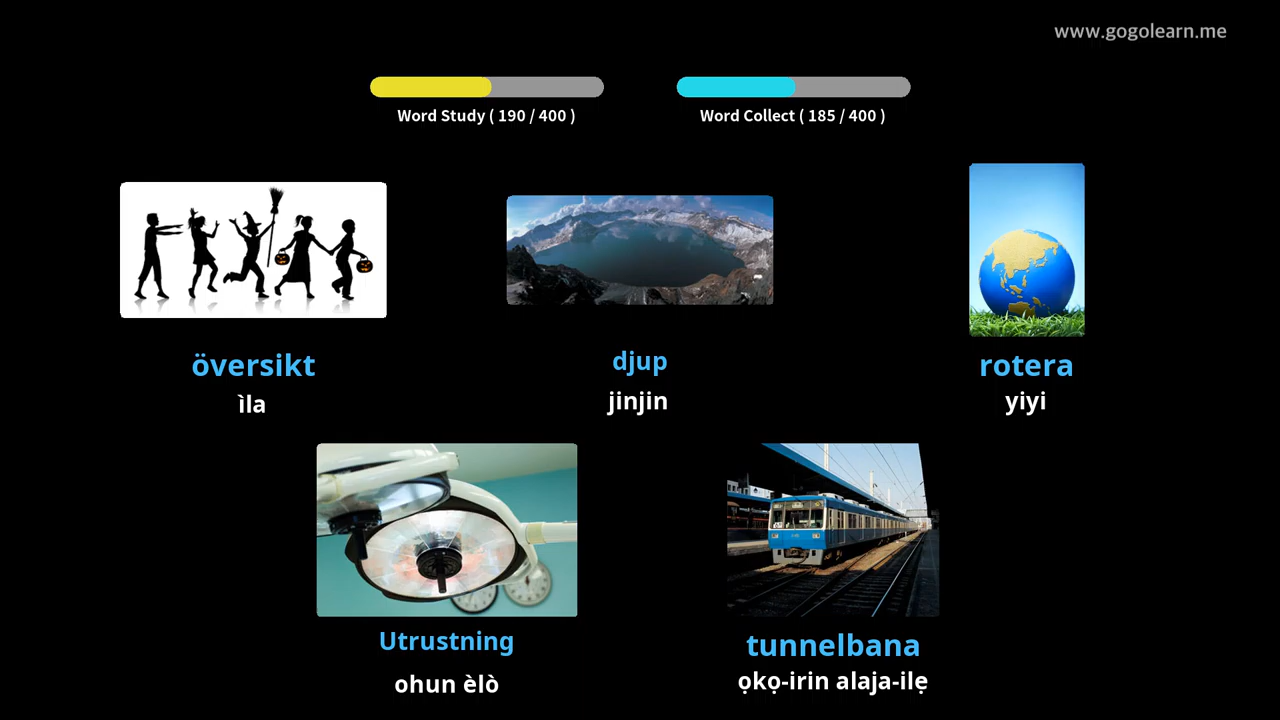 www.gogolearn.me
Word Study ( 190 / 400 )
Word Collect ( 185 / 400 )
översikt
djup
rotera
ìla
jinjin
yiyi
Utrustning
tunnelbana
ohun èlò
ọkọ-irin alaja-ilẹ